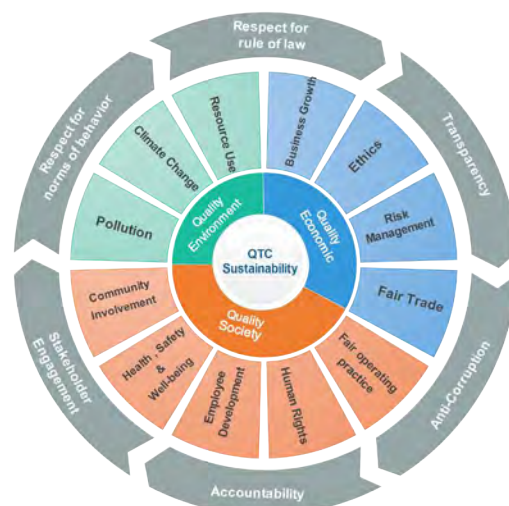 Respect for
rule of law
Transparency
Anti-Corruption
Accountability
Stakeholder
Engagement
Respect for
norms of behavior
Business Growth
Ethics
Risk
Management
Fair Trade
Fair operating
practice
Human Rights
Employee
Development
Health , Safety
&
Well-being
Community
Involvement
Pollution
Climate Change
Resource Use
Quality
Economic
Quality
Society
Quality
Environment
QTC
Sustainability